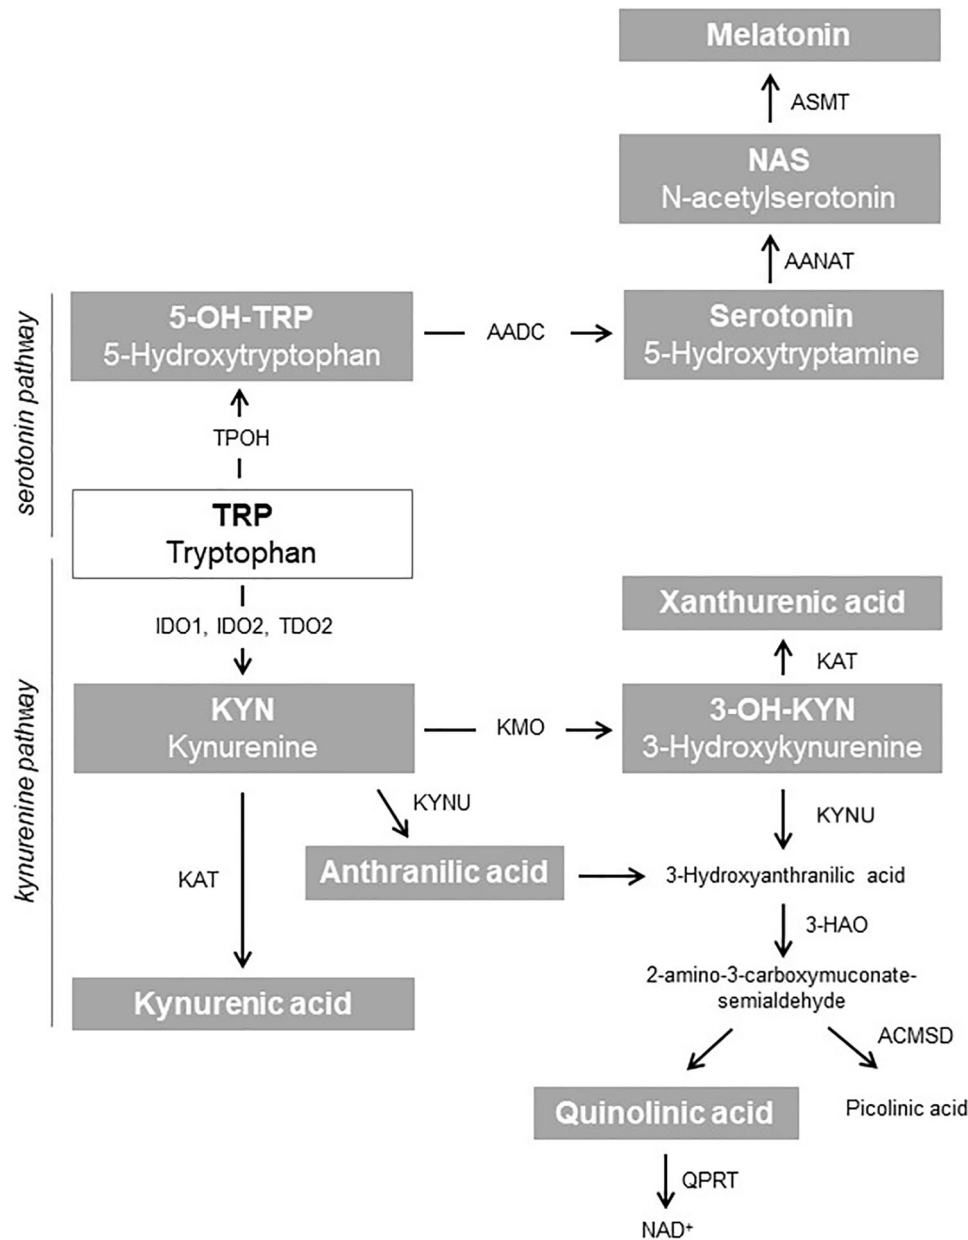 Melatonin
ASMT
NAS
N-acetylserotonin
AANAT
serotonin pathway
5-OH-TRP
5-Hydroxytryptophan
AADC
Serotonin
5-Hydroxytryptamine
TPOH
TRP
Tryptophan
IDO1, IDO2, TDO2
Xanthurenic acid
KAT
kynurenine pathway
KYN
Kynurenine
KMO
3-OH-KYN
3-Hydroxykynurenine
KYNU
KYNU
KAT
Anthranilic acid
3-Hydroxyanthranilic acid
3-HAO
2-amino-3-carboxymuconate-
semialdehyde
Kynurenic acid
ACMSD
Quinolinic acid
Picolinic acid
QPRT
NAD⁺